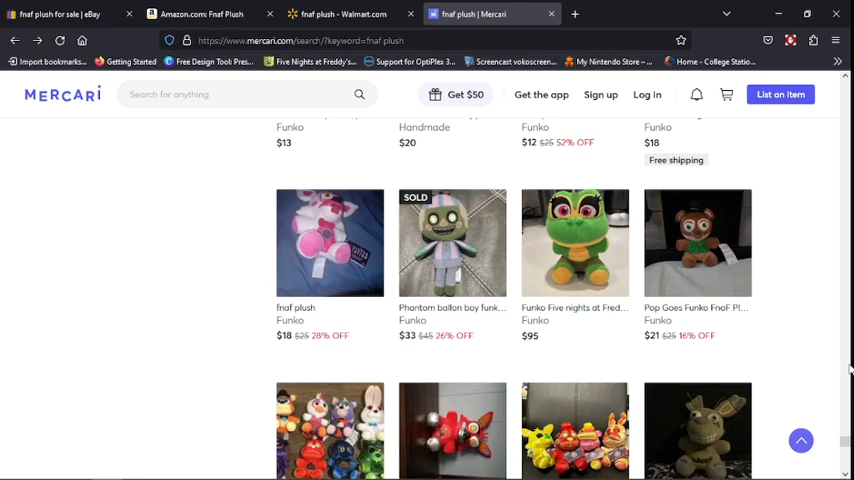 fnaf plush for sale | eBay
Amazon.com: Fnaf Plush
fnaf plush - Walmart.com
fnaf plush | Mercari
https://www.mercari.com/search/?keyword=fnaf plush
Import bookmarks...
Getting Started
Free Design Tool: Pres...
Five Nights at Freddy'...
Support for OptiPlex 3...
Screencast vokoscreen...
My Nintendo Store – ...
Home - College Statio...
MERCARI
Search for anything
Get $50
Get the app
Sign up
Log in
List an item
Funko
Handmade
Funko
Funko
$13
$20
$12 $25 52% OFF
$18
Free shipping
SOLD
fnaf plush
Phantom ballon boy funk...
Funko Five nights at Fred...
Pop Goes Funko FnaF Pl...
Funko
Funko
Funko
Funko
$18 $25 28% OFF
$33 $45 26% OFF
$95
$21 $25 16% OFF